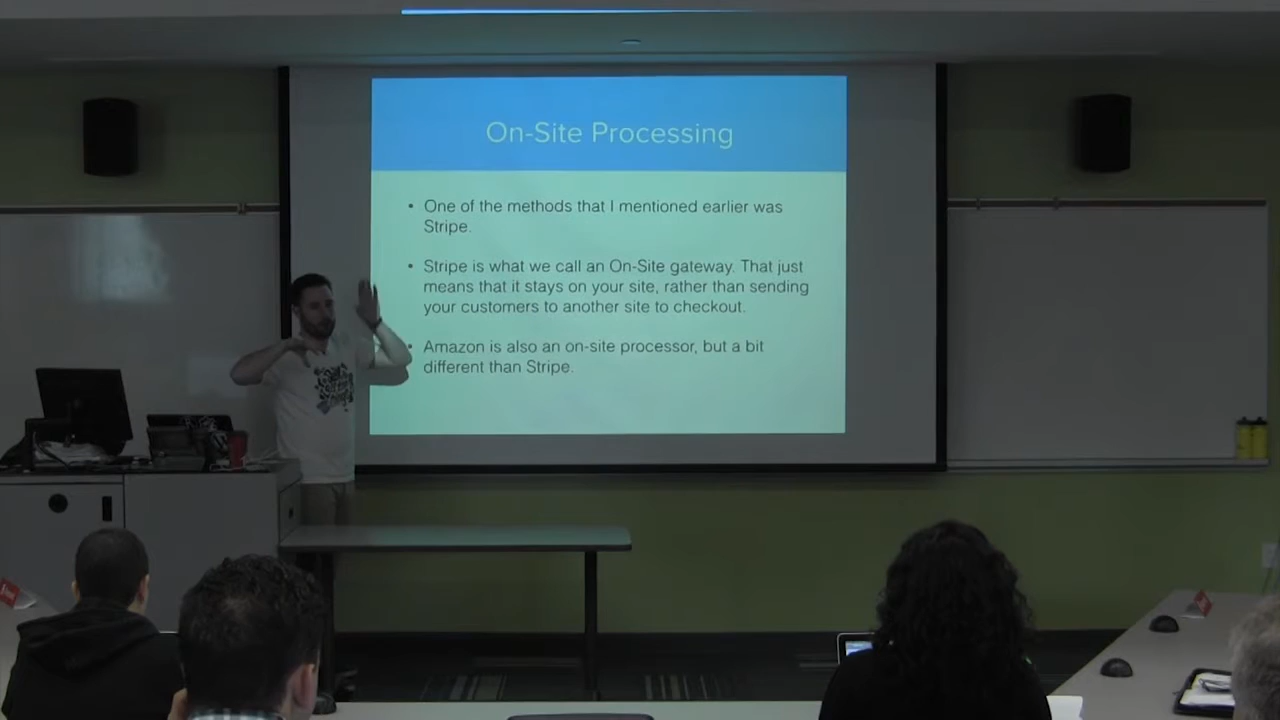 On-Site Processing
• One of the methods that I mentioned earlier was
Stripe.
• Stripe is what we call an On-Site gateway. That just
means that it stays on your site, rather than sending
your customers to another site to checkout.
• Amazon is also an on-site processor, but a bit
different than Stripe.